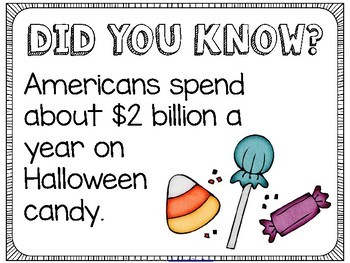 DID YOU KNOW?
Americans spend
about $2 billion a
year on
Halloween
candy.